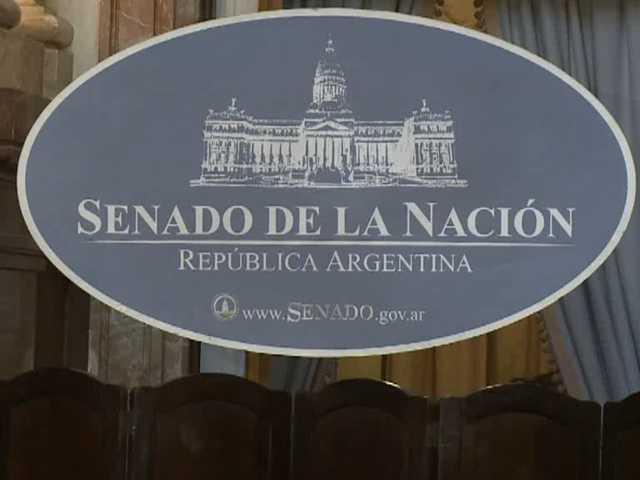 SENADO DE LA NACIÓN
REPÚBLICA ARGENTINA
www.SENADO.gov.ar